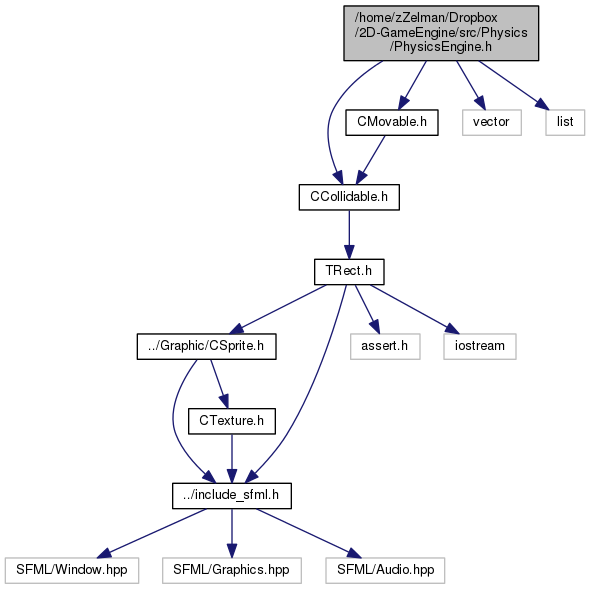 /home/zZelman/Dropbox
/2D-GameEngine/src/Physics
/PhysicsEngine.h
CMovable.h
vector
list
CCollidable.h
TRect.h
../Graphic/CSprite.h
assert.h
iostream
CTexture.h
../include_sfml.h
SFML/Window.hpp
SFML/Graphics.hpp
SFML/Audio.hpp